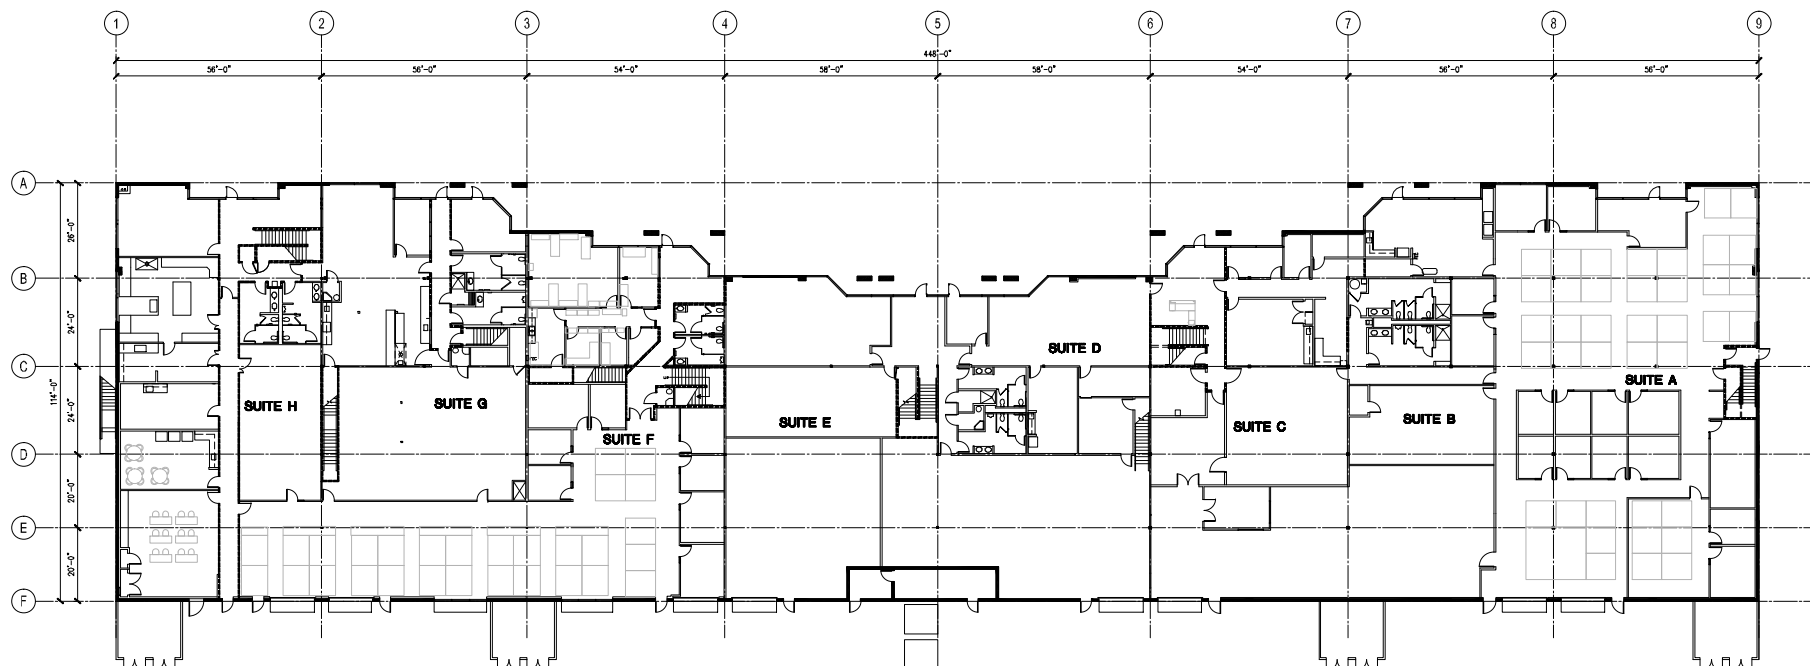 1 2 3 4 5 6 7 8 9
448'-0"
56'-0" 56'-0" 54'-0" 58'-0" 58'-0" 54'-0" 56'-0" 56'-0"
A
26'-0"
B
24'-0"
SUITE D
C
114'-0"
SUITE A
24'-0"
SUITE H
SUITE G
SUITE E
SUITE B
SUITE C
SUITE F
D
20'-0"
E
20'-0"
F